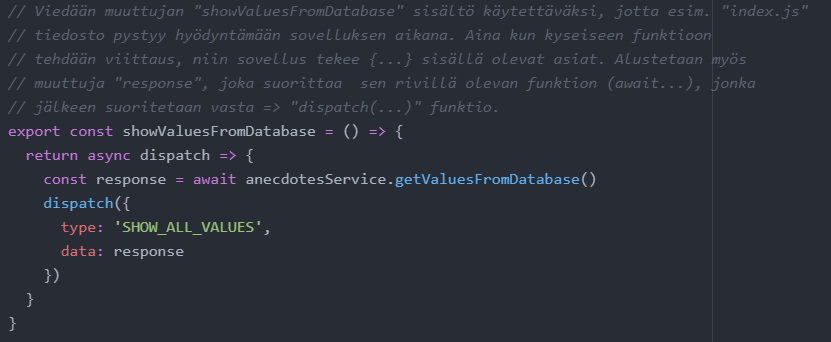 // Viedään muuttujan "showValuesFromDatabase" sisältö käytettäväksi, jotta esim. "index.js"
// tiedosto pystyy hyödyntämään sovelluksen aikana. Aina kun kyseiseen funktioon
// tehdään viittaus, niin sovellus tekee {...} sisällä olevat asiat. Alustetaan myös
// muuttuja "response", joka suorittaa  sen rivillä olevan funktion (await...), jonka
// jälkeen suoritetaan vasta => "dispatch(...)" funktio.
export const showValuesFromDatabase = () => {
  return async dispatch => {
    const response = await anecdotesService.getValuesFromDatabase()
    dispatch({
      type: 'SHOW_ALL_VALUES',
      data: response
    })
  }
}